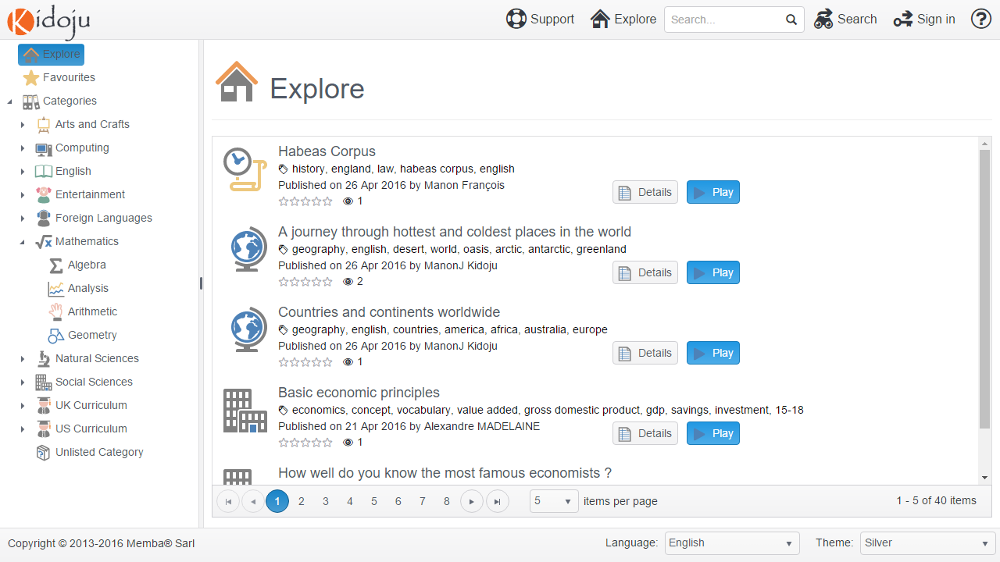 Kidoju
Support
Explore
Search...
Search
Sign in
Explore
Favourites
Categories
Arts and Crafts
Computing
English
Entertainment
Foreign Languages
Mathematics
Algebra
Analysis
Arithmetic
Geometry
Natural Sciences
Social Sciences
UK Curriculum
US Curriculum
Unlisted Category
Explore
Habeas Corpus
history, england, law, habeas corpus, english
Published on 26 Apr 2016 by Manon François
1
Details
Play
A journey through hottest and coldest places in the world
geography, english, desert, world, oasis, arctic, antarctic, greenland
Published on 26 Apr 2016 by ManonJ Kidoju
2
Details
Play
Countries and continents worldwide
geography, english, countries, america, africa, australia, europe
Published on 26 Apr 2016 by ManonJ Kidoju
1
Details
Play
Basic economic principles
economics, concept, vocabulary, value added, gross domestic product, gdp, savings, investment, 15-18
Published on 21 Apr 2016 by Alexandre MADELAINE
1
Details
Play
How well do you know the most famous economists ?
1 2 3 4 5 6 7 8
5 items per page
1 - 5 of 40 items
Copyright © 2013-2016 Memba® Sarl
Language: English
Theme: Silver